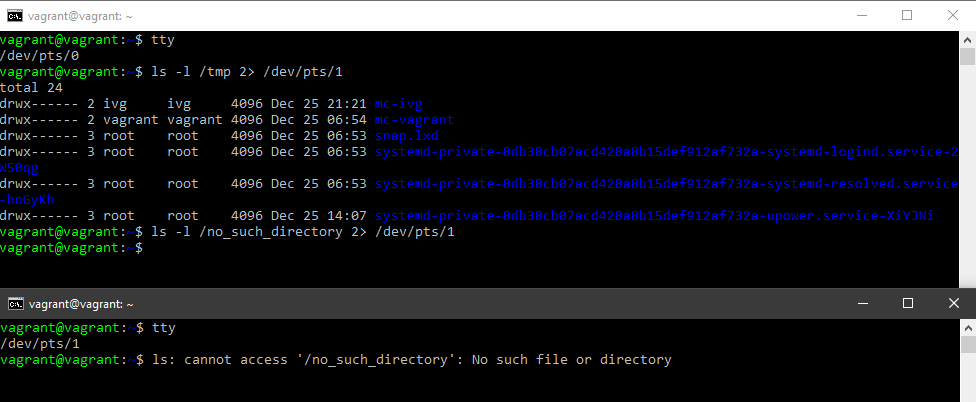 vagrant@vagrant: ~
vagrant@vagrant:~$ tty
/dev/pts/0
vagrant@vagrant:~$ ls -l /tmp 2> /dev/pts/1
total 24
drwx------ 2 ivg     ivg     4096 Dec 25 21:21 mc-ivg
drwx------ 2 vagrant vagrant 4096 Dec 25 06:54 mc-vagrant
drwx------ 3 root    root    4096 Dec 25 06:53 snap.lxd
drwx------ 3 root    root    4096 Dec 25 06:53 systemd-private-8db38cb07acd428a8b15def912af732a-systemd-logind.service-2
W50qg
drwx------ 3 root    root    4096 Dec 25 06:53 systemd-private-8db38cb07acd428a8b15def912af732a-systemd-resolved.service
-hnGyKh
drwx------ 3 root    root    4096 Dec 25 14:07 systemd-private-8db38cb07acd428a8b15def912af732a-upower.service-XiYJNi
vagrant@vagrant:~$ ls -l /no_such_directory 2> /dev/pts/1
vagrant@vagrant:~$
vagrant@vagrant: ~
vagrant@vagrant:~$ tty
/dev/pts/1
vagrant@vagrant:~$ ls: cannot access '/no_such_directory': No such file or directory